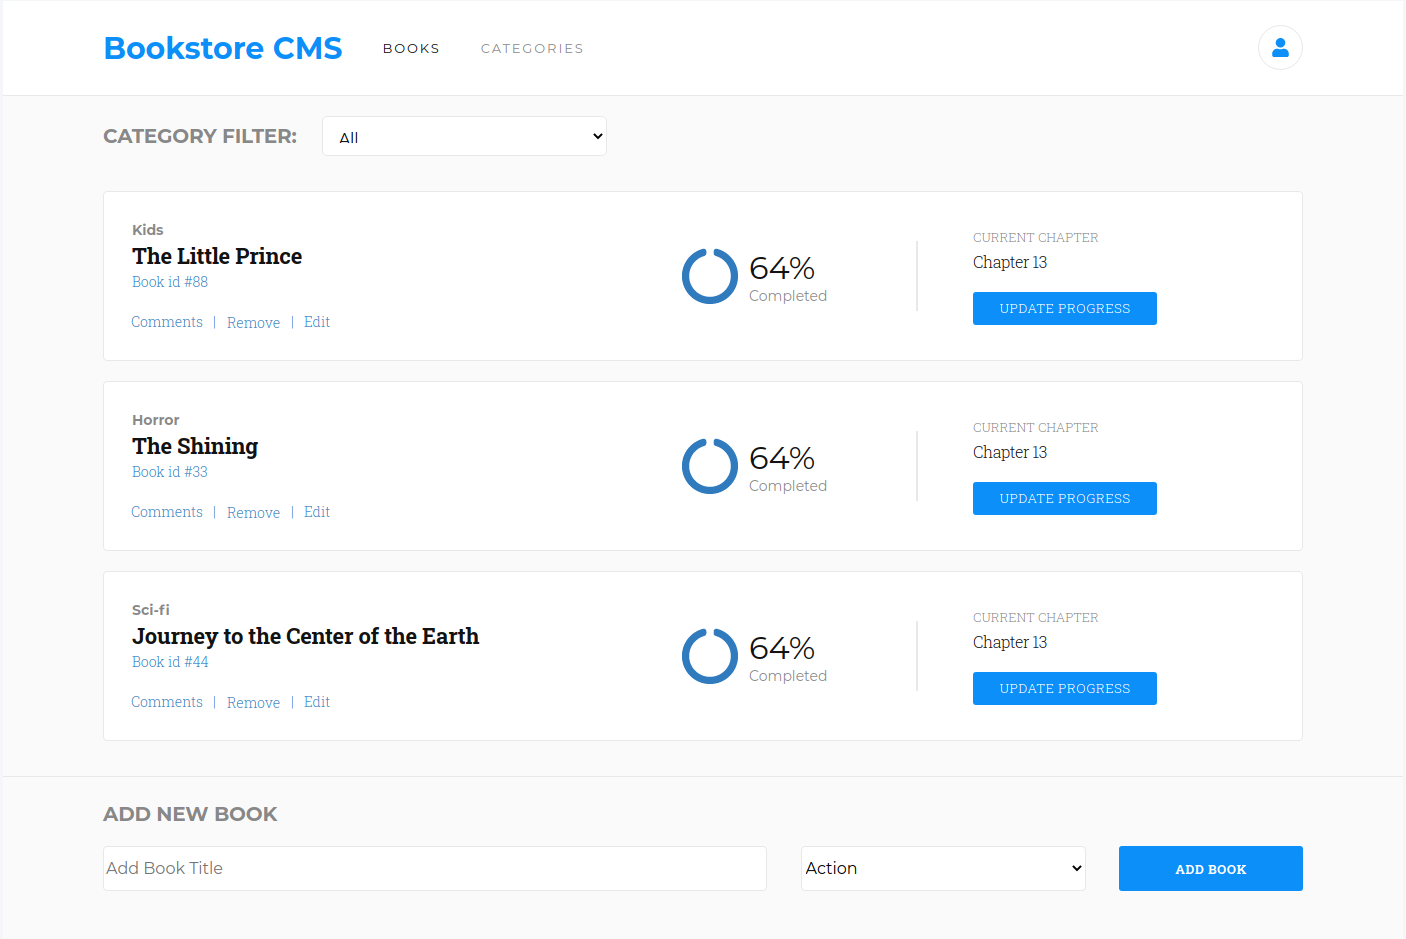 Bookstore CMS BOOKS CATEGORIES
CATEGORY FILTER: All
Kids
The Little Prince
Book id #88
Comments | Remove | Edit
64%
Completed
CURRENT CHAPTER
Chapter 13
UPDATE PROGRESS
Horror
The Shining
Book id #33
Comments | Remove | Edit
64%
Completed
CURRENT CHAPTER
Chapter 13
UPDATE PROGRESS
Sci-fi
Journey to the Center of the Earth
Book id #44
Comments | Remove | Edit
64%
Completed
CURRENT CHAPTER
Chapter 13
UPDATE PROGRESS
ADD NEW BOOK
Add Book Title Action ADD BOOK